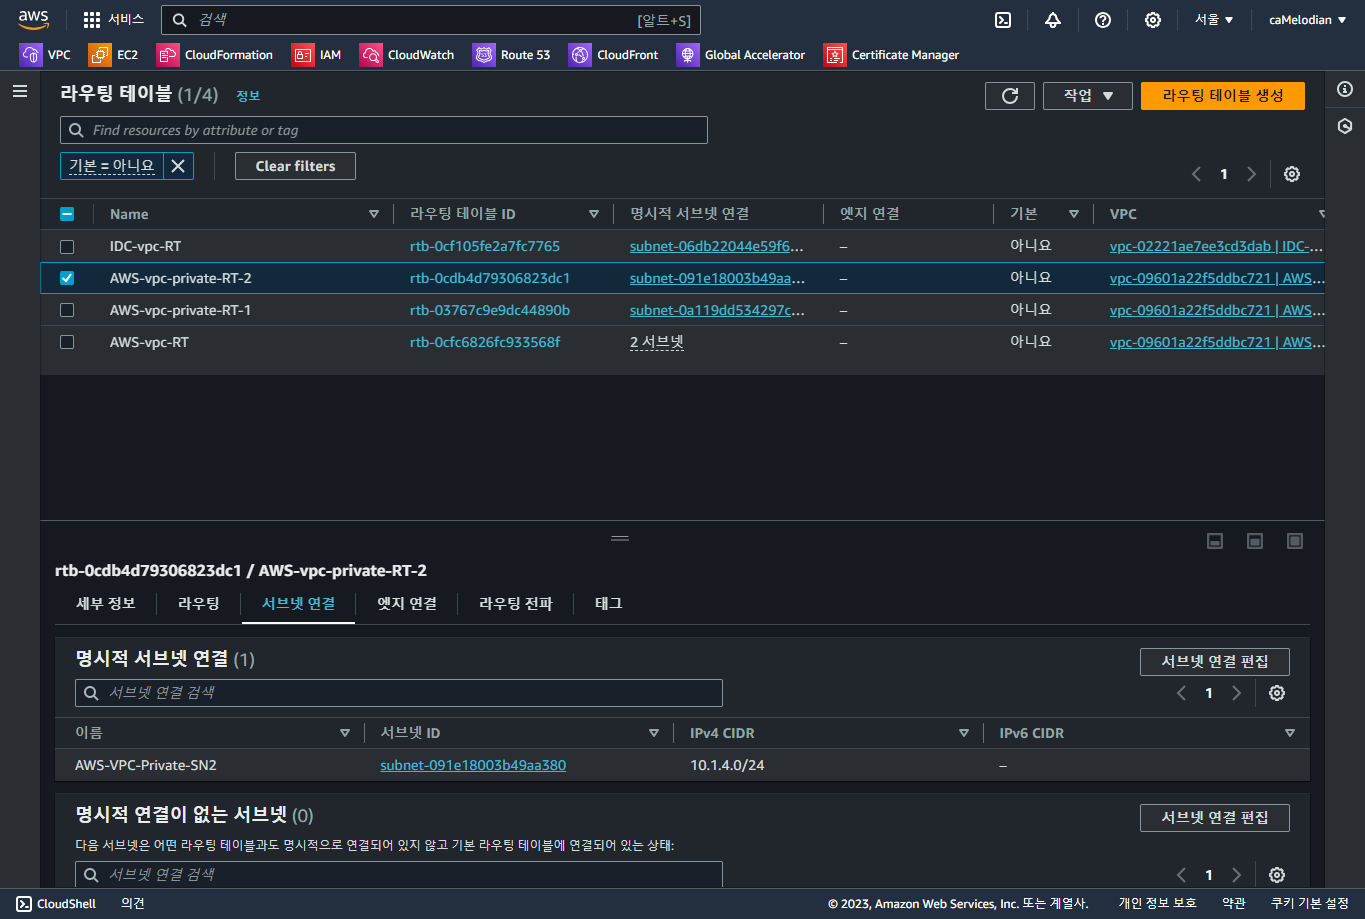 aws 서비스 검색 [알트+S] 서울 caMelodian
VPC EC2 CloudFormation IAM CloudWatch Route 53 CloudFront Global Accelerator Certificate Manager
라우팅 테이블 (1/4) 정보 작업 라우팅 테이블 생성
Find resources by attribute or tag
기본 = 아니요 Clear filters
1
Name 라우팅 테이블 ID 명시적 서브넷 연결 엣지 연결 기본 VPC
IDC-vpc-RT rtb-0cf105fe2a7fc7765 subnet-06db22044e59f6... – 아니요 vpc-02221ae7ee3cd3dab | IDC-...
AWS-vpc-private-RT-2 rtb-0cdb4d79306823dc1 subnet-091e18003b49aa... – 아니요 vpc-09601a22f5ddbc721 | AWS...
AWS-vpc-private-RT-1 rtb-03767c9e9dc44890b subnet-0a119dd534297c... – 아니요 vpc-09601a22f5ddbc721 | AWS...
AWS-vpc-RT rtb-0cfc6826fc933568f 2 서브넷 – 아니요 vpc-09601a22f5ddbc721 | AWS...
rtb-0cdb4d79306823dc1 / AWS-vpc-private-RT-2
세부 정보 라우팅 서브넷 연결 엣지 연결 라우팅 전파 태그
명시적 서브넷 연결 (1) 서브넷 연결 편집
서브넷 연결 검색 1
이름 서브넷 ID IPv4 CIDR IPv6 CIDR
AWS-VPC-Private-SN2 subnet-091e18003b49aa380 10.1.4.0/24 –
명시적 연결이 없는 서브넷 (0) 서브넷 연결 편집
다음 서브넷은 어떤 라우팅 테이블과도 명시적으로 연결되어 있지 않고 기본 라우팅 테이블에 연결되어 있는 상태:
서브넷 연결 검색 1
CloudShell 의견 © 2023, Amazon Web Services, Inc. 또는 계열사. 개인 정보 보호 약관 쿠키 기본 설정